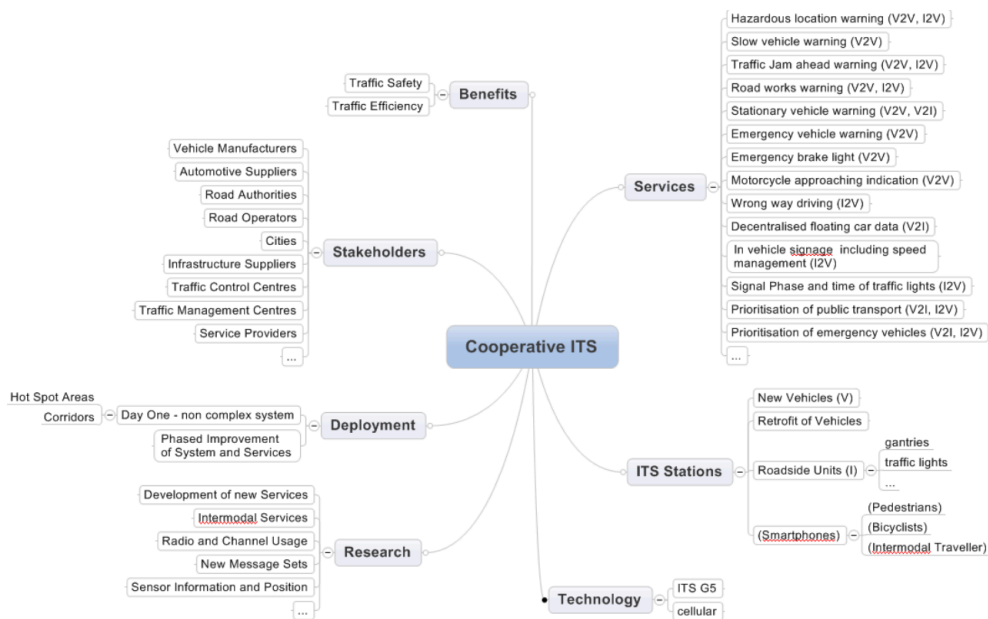 Cooperative ITS
Benefits
Traffic Safety
Traffic Efficiency
Stakeholders
Vehicle Manufacturers
Automotive Suppliers
Road Authorities
Road Operators
Cities
Infrastructure Suppliers
Traffic Control Centres
Traffic Management Centres
Service Providers
...
Deployment
Day One - non complex system
Hot Spot Areas
Corridors
Phased Improvement
of System and Services
Research
Development of new Services
Intermodal Services
Radio and Channel Usage
New Message Sets
Sensor Information and Position
...
Services
Hazardous location warning (V2V, I2V)
Slow vehicle warning (V2V)
Traffic Jam ahead warning (V2V, I2V)
Road works warning (V2V, I2V)
Stationary vehicle warning (V2V, V2I)
Emergency vehicle warning (V2V)
Emergency brake light (V2V)
Motorcycle approaching indication (V2V)
Wrong way driving (I2V)
Decentralised floating car data (V2I)
In vehicle signage including speed
management (I2V)
Signal Phase and time of traffic lights (I2V)
Prioritisation of public transport (V2I, I2V)
Prioritisation of emergency vehicles (V2I, I2V)
...
ITS Stations
New Vehicles (V)
Retrofit of Vehicles
Roadside Units (I)
gantries
traffic lights
...
(Smartphones)
(Pedestrians)
(Bicyclists)
(Intermodal Traveller)
Technology
ITS G5
cellular